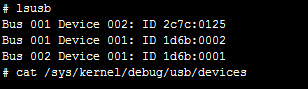 # lsusb
Bus 001 Device 002: ID 2c7c:0125
Bus 001 Device 001: ID 1d6b:0002
Bus 002 Device 001: ID 1d6b:0001
# cat /sys/kernel/debug/usb/devices